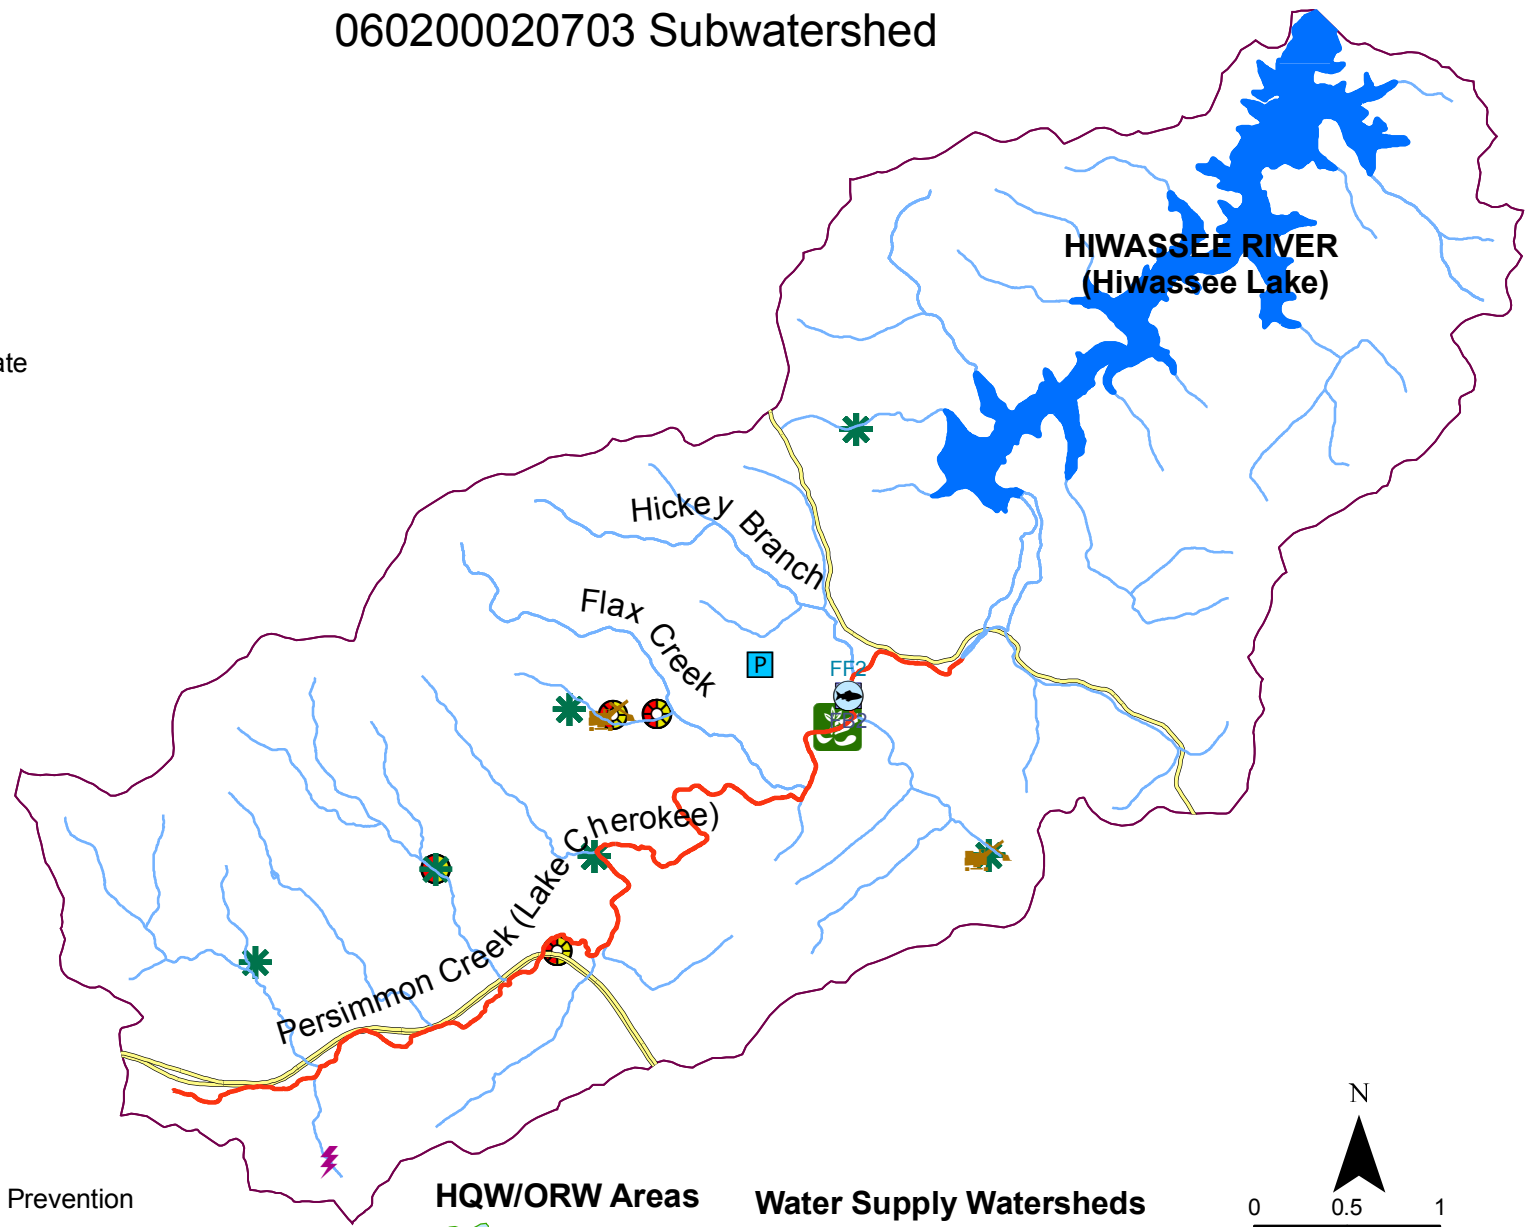 060200020703 Subwatershed
HIWASSEE RIVER
(Hiwassee Lake)
ate
Hickey Branch
Flax Creek
P
FF2
Persimmon Creek (Lake Cherokee)
N
Prevention
HQW/ORW Areas
Water Supply Watersheds
0 0.5 1